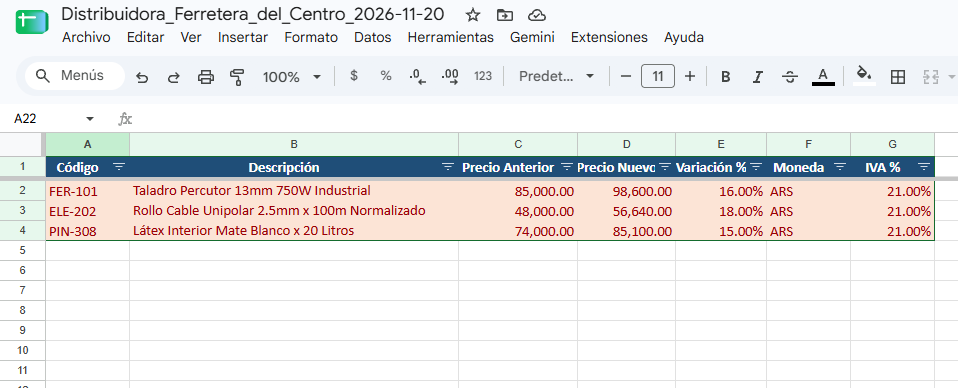 Distribuidora_Ferretera_del_Centro_2026-11-20
Archivo Editar Ver Insertar Formato Datos Herramientas Gemini Extensiones Ayuda
Menús 100% $ % .0 .00 123 Predet... 11 B I S A
A22 fx
A B C D E F G
1 Código Descripción Precio Anterior Precio Nuevo Variación % Moneda IVA %
2 FER-101 Taladro Percutor 13mm 750W Industrial 85,000.00 98,600.00 16.00% ARS 21.00%
3 ELE-202 Rollo Cable Unipolar 2.5mm x 100m Normalizado 48,000.00 56,640.00 18.00% ARS 21.00%
4 PIN-308 Látex Interior Mate Blanco x 20 Litros 74,000.00 85,100.00 15.00% ARS 21.00%
5
6
7
8
9
10
11